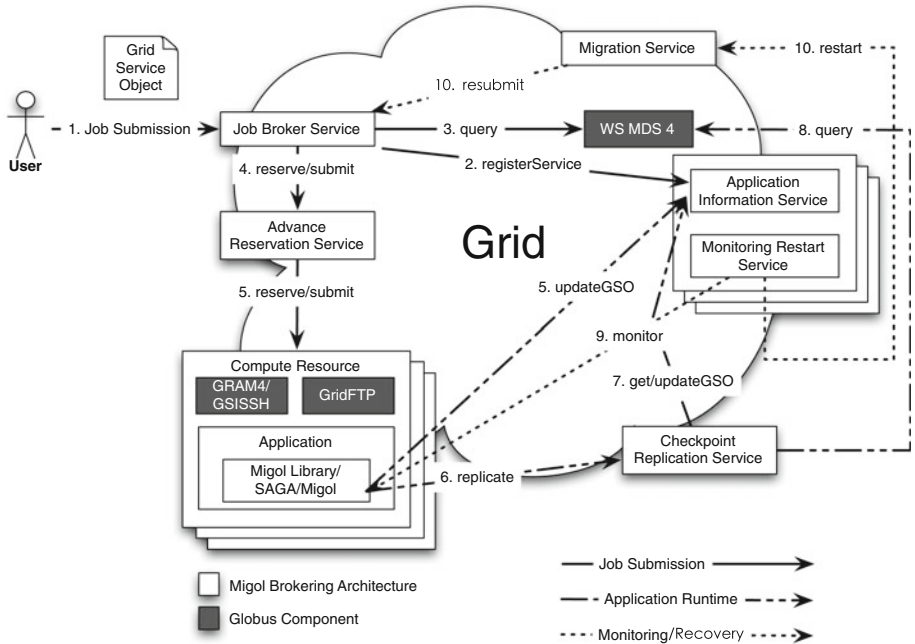 Grid
Service
Object
Migration Service
10. restart
10. resubmit
User
1. Job Submission
Job Broker Service
3. query
WS MDS 4
8. query
4. reserve/submit
2. registerService
Application
Information Service
Advance
Reservation Service
Grid
Monitoring Restart
Service
5. reserve/submit
5. updateGSO
9. monitor
Compute Resource
GRAM4/
GSISSH
GridFTP
7. get/updateGSO
Application
Migol Library/
SAGA/Migol
6. replicate
Checkpoint
Replication Service
Migol Brokering Architecture
Globus Component
Job Submission
Application Runtime
Monitoring/Recovery